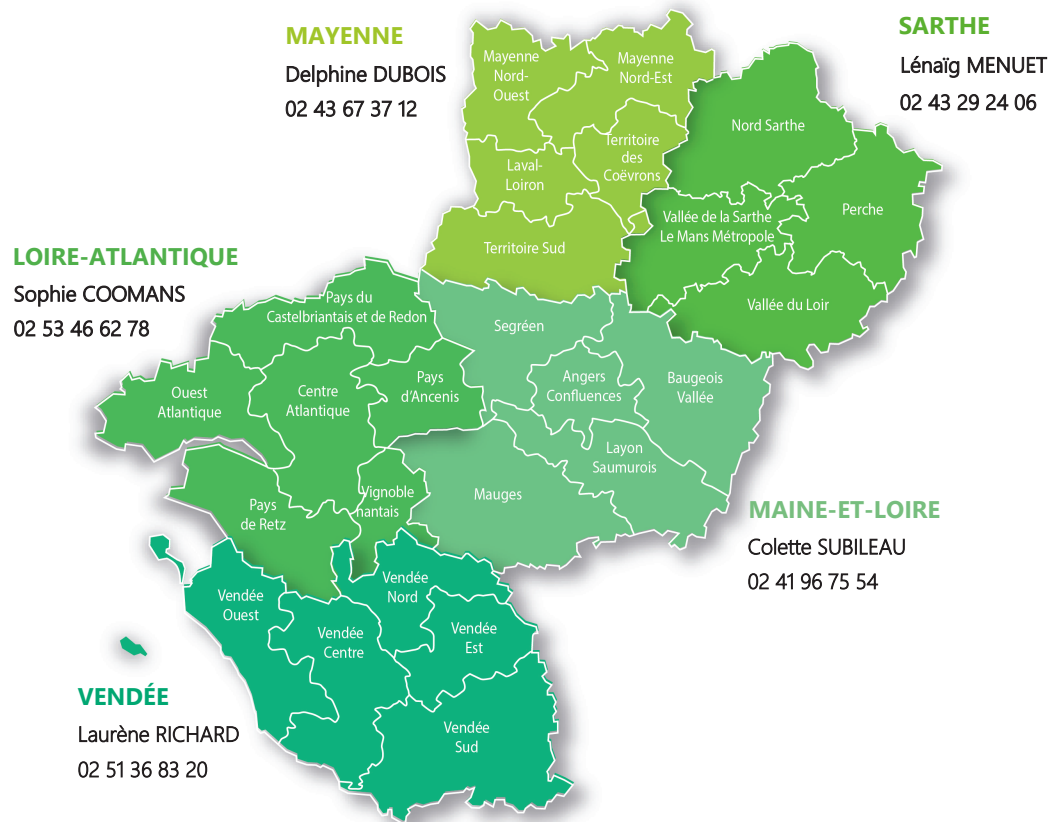 MAYENNE
Delphine DUBOIS
02 43 67 37 12
SARTHE
Lénaïg MENUET
02 43 29 24 06
Mayenne
Nord-
Ouest
Mayenne
Nord-Est
Territoire
des
Coëvrons
Laval-
Loiron
Territoire Sud
Nord Sarthe
Perche
Vallée de la Sarthe
Le Mans Métropole
Vallée du Loir
LOIRE-ATLANTIQUE
Sophie COOMANS
02 53 46 62 78
Pays du
Castelbriantais et de Redon
Ouest
Atlantique
Centre
Atlantique
Pays
d'Ancenis
Pays
de Retz
Vignoble
nantais
Segréen
Angers
Confluences
Baugeois
Vallée
Layon
Saumurois
Mauges
MAINE-ET-LOIRE
Colette SUBILEAU
02 41 96 75 54
Vendée
Ouest
Vendée
Nord
Vendée
Centre
Vendée
Est
Vendée
Sud
VENDÉE
Laurène RICHARD
02 51 36 83 20